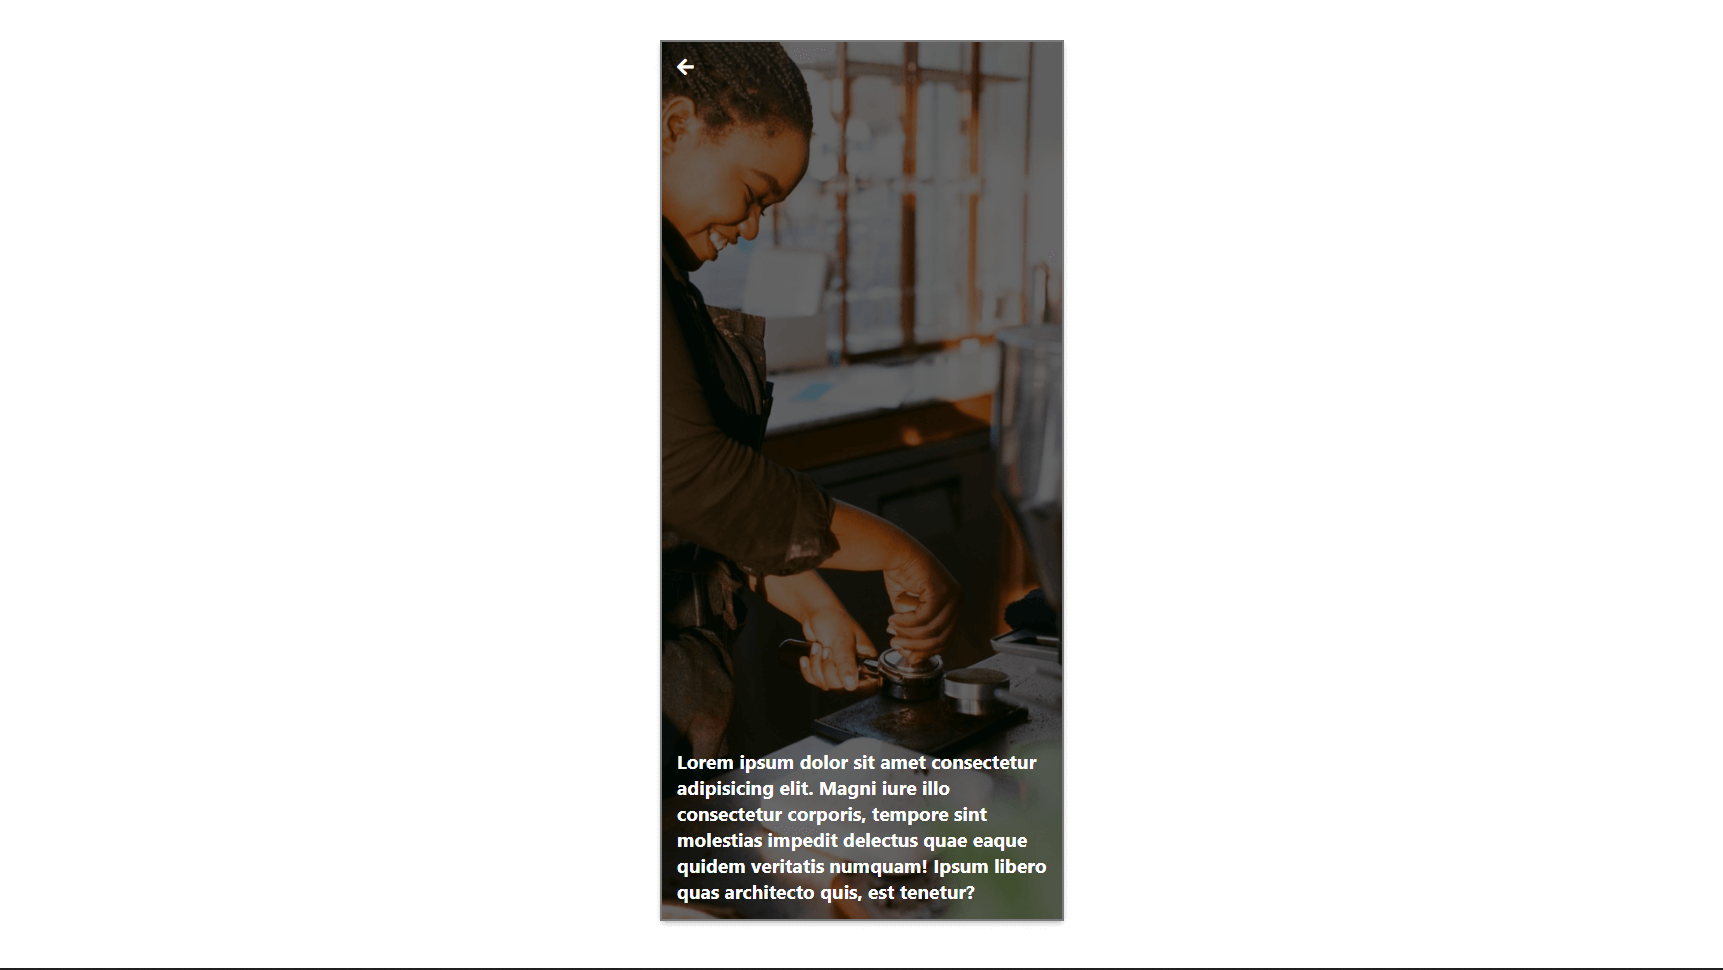 Lorem ipsum dolor sit amet consectetur
adipisicing elit. Magni iure illo
consectetur corporis, tempore sint
molestias impedit delectus quae eaque
quidem veritatis numquam! Ipsum libero
quas architecto quis, est tenetur?